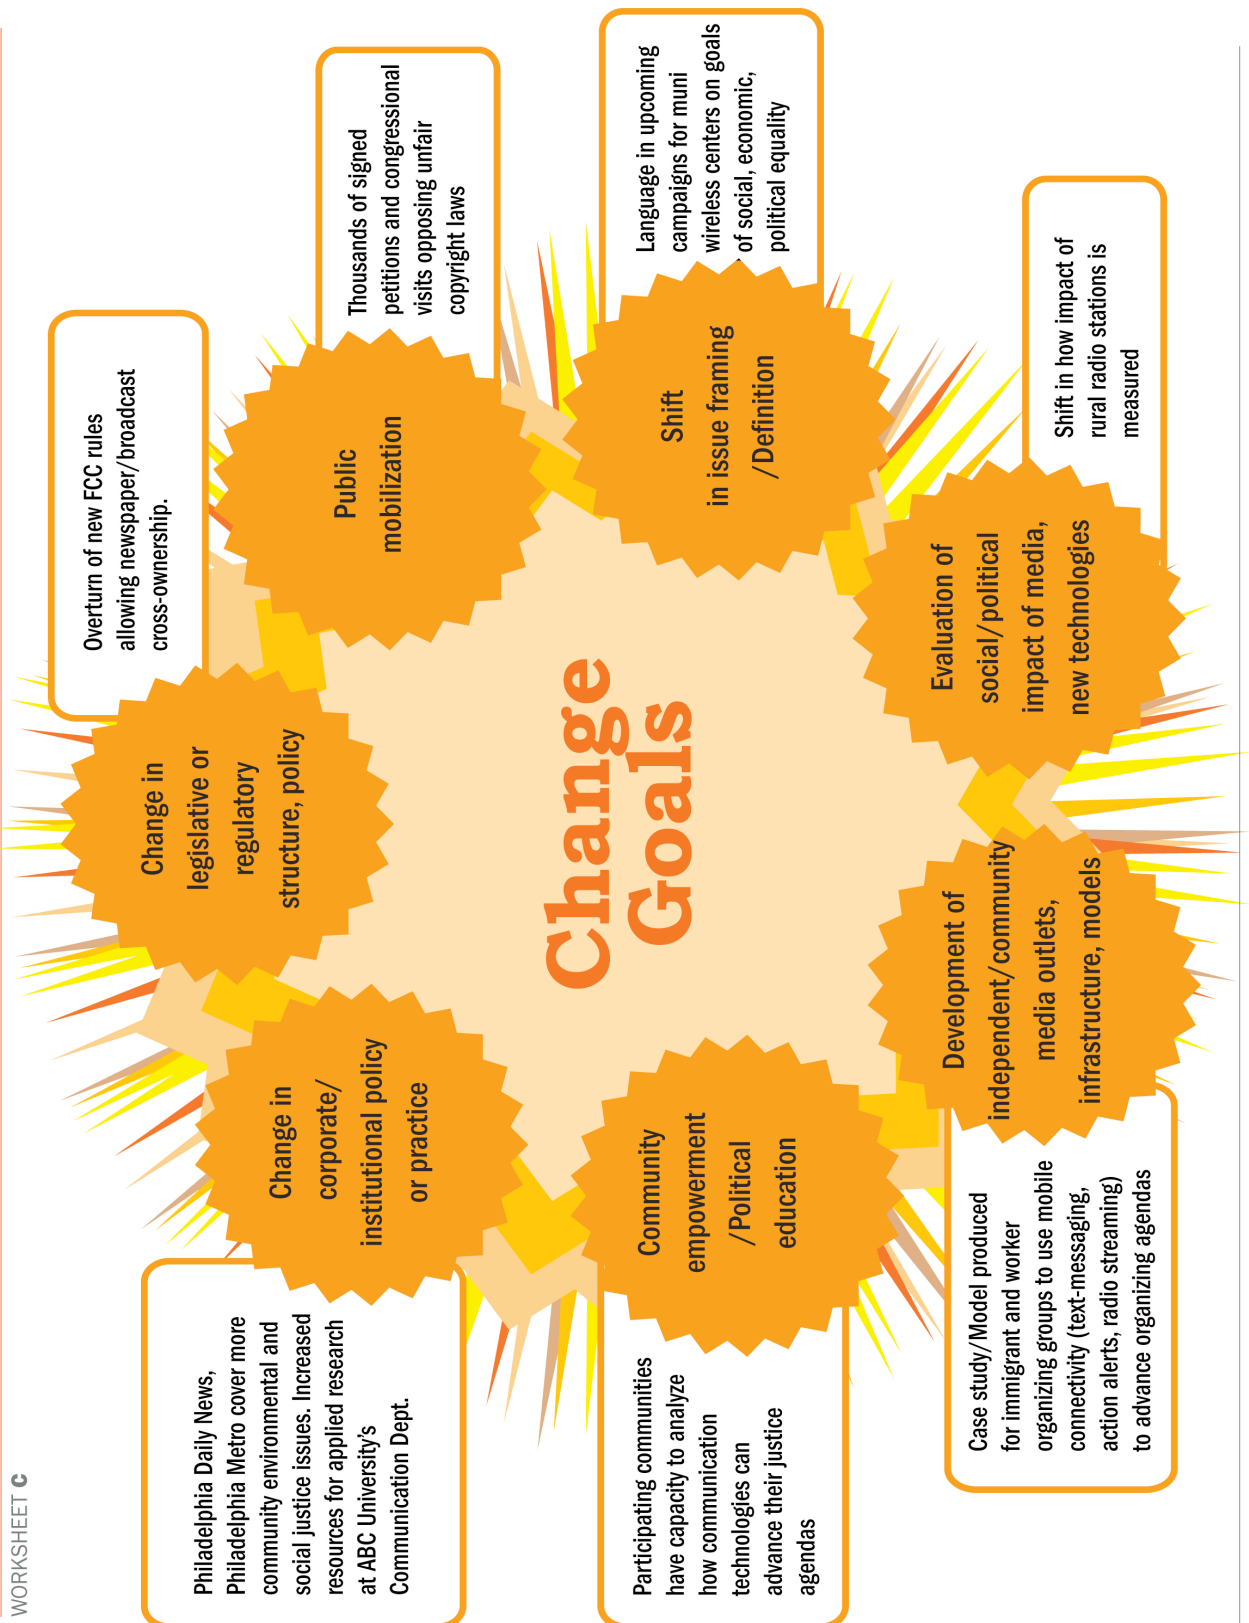 WORKSHEET C
Change in
legislative or
regulatory
structure, policy
Overturn of new FCC rules
allowing newspaper/broadcast
cross-ownership.
Public
mobilization
Thousands of signed
petitions and congressional
visits opposing unfair
copyright laws
Shift
in issue framing
/Definition
Language in upcoming
campaigns for muni
wireless centers on goals
of social, economic,
political equality
Evaluation of
social/political
impact of media,
new technologies
Shift in how impact of
rural radio stations is
measured
Development of
independent/community
media outlets,
infrastructure, models
Case study/Model produced
for immigrant and worker
organizing groups to use mobile
connectivity (text-messaging,
action alerts, radio streaming)
to advance organizing agendas
Community
empowerment
/Political
education
Participating communities
have capacity to analyze
how communication
technologies can
advance their justice
agendas
Change in
corporate/
institutional policy
or practice
Philadelphia Daily News,
Philadelphia Metro cover more
community environmental and
social justice issues. Increased
resources for applied research
at ABC University's
Communication Dept.
Change
Goals